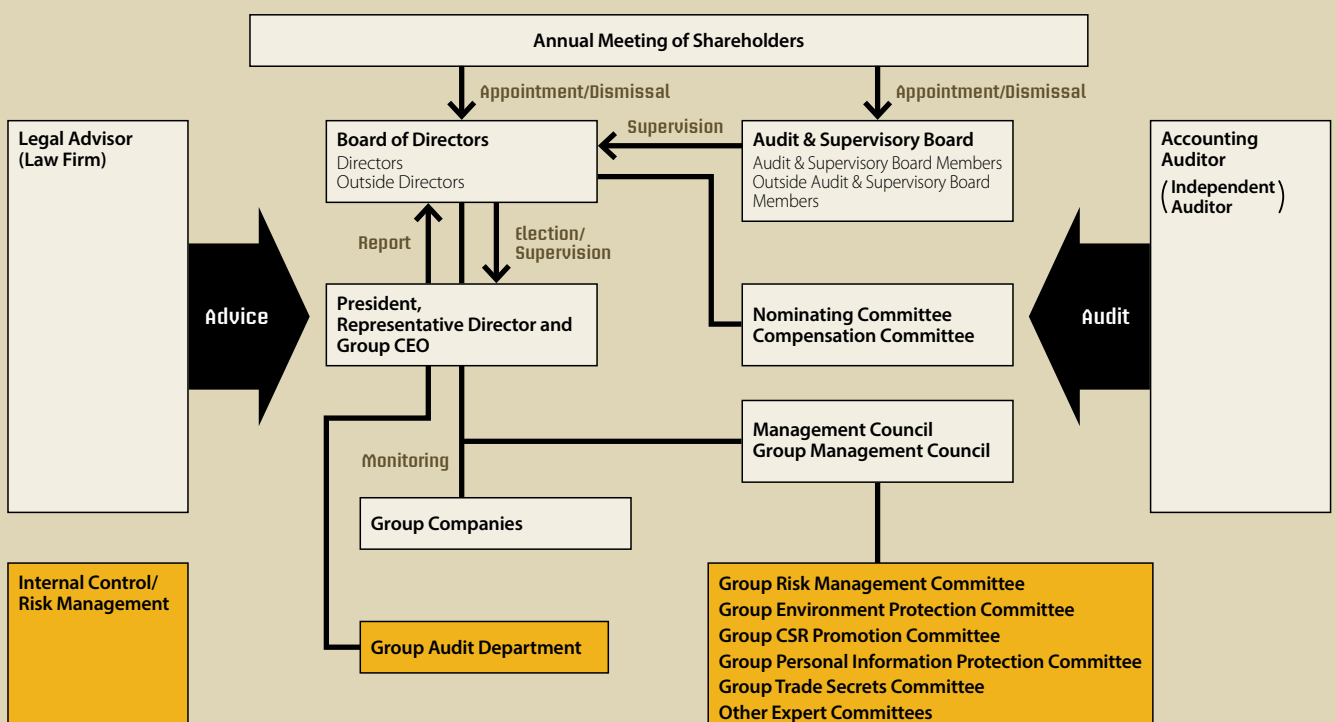 Annual Meeting of Shareholders
Appointment/Dismissal
Appointment/Dismissal
Legal Advisor
(Law Firm)
Board of Directors
Directors
Outside Directors
Supervision
Audit & Supervisory Board
Audit & Supervisory Board Members
Outside Audit & Supervisory Board
Members
Accounting
Auditor
(Independent
Auditor)
Report
Election/
Supervision
Advice
President,
Representative Director and
Group CEO
Nominating Committee
Compensation Committee
Audit
Management Council
Group Management Council
Monitoring
Group Companies
Internal Control/
Risk Management
Group Audit Department
Group Risk Management Committee
Group Environment Protection Committee
Group CSR Promotion Committee
Group Personal Information Protection Committee
Group Trade Secrets Committee
Other Expert Committees